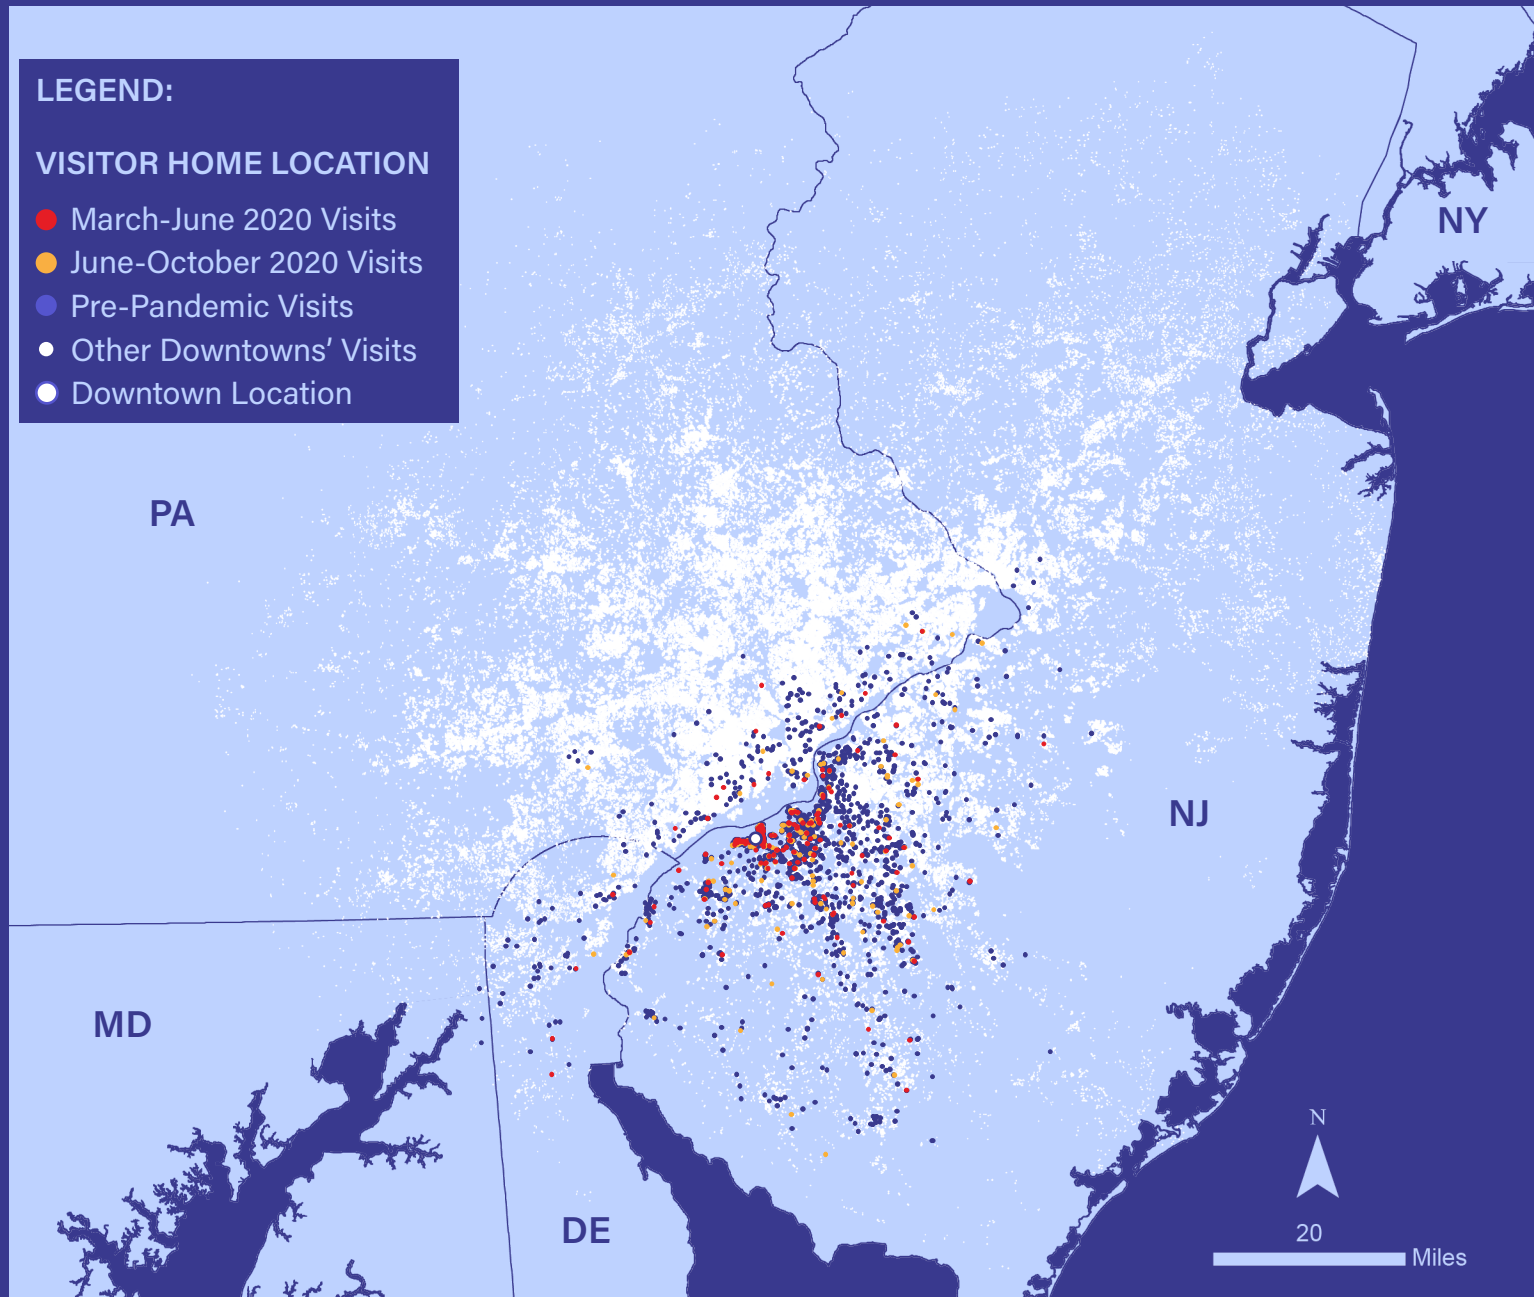 LEGEND:
VISITOR HOME LOCATION
March-June 2020 Visits
June-October 2020 Visits
Pre-Pandemic Visits
Other Downtowns’ Visits
Downtown Location
NY
PA
NJ
MD
DE
N
20
Miles